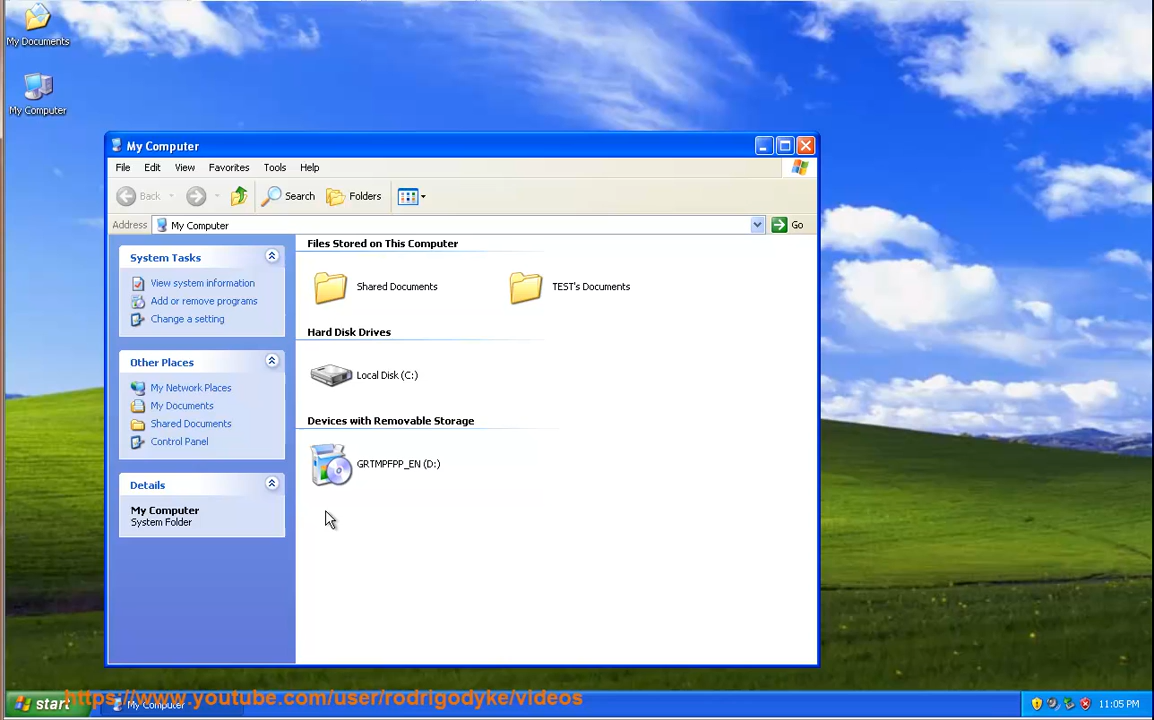 My Documents
My Computer
My Computer
File Edit View Favorites Tools Help
Back Search Folders
Address My Computer Go
System Tasks
View system information
Add or remove programs
Change a setting
Other Places
My Network Places
My Documents
Shared Documents
Control Panel
Details
My Computer
System Folder
Files Stored on This Computer
Shared Documents TEST's Documents
Hard Disk Drives
Local Disk (C:)
Devices with Removable Storage
GRTMPFPP_EN (D:)
start My Computer 11:05 PM
https://www.youtube.com/user/rodrigodyke/videos